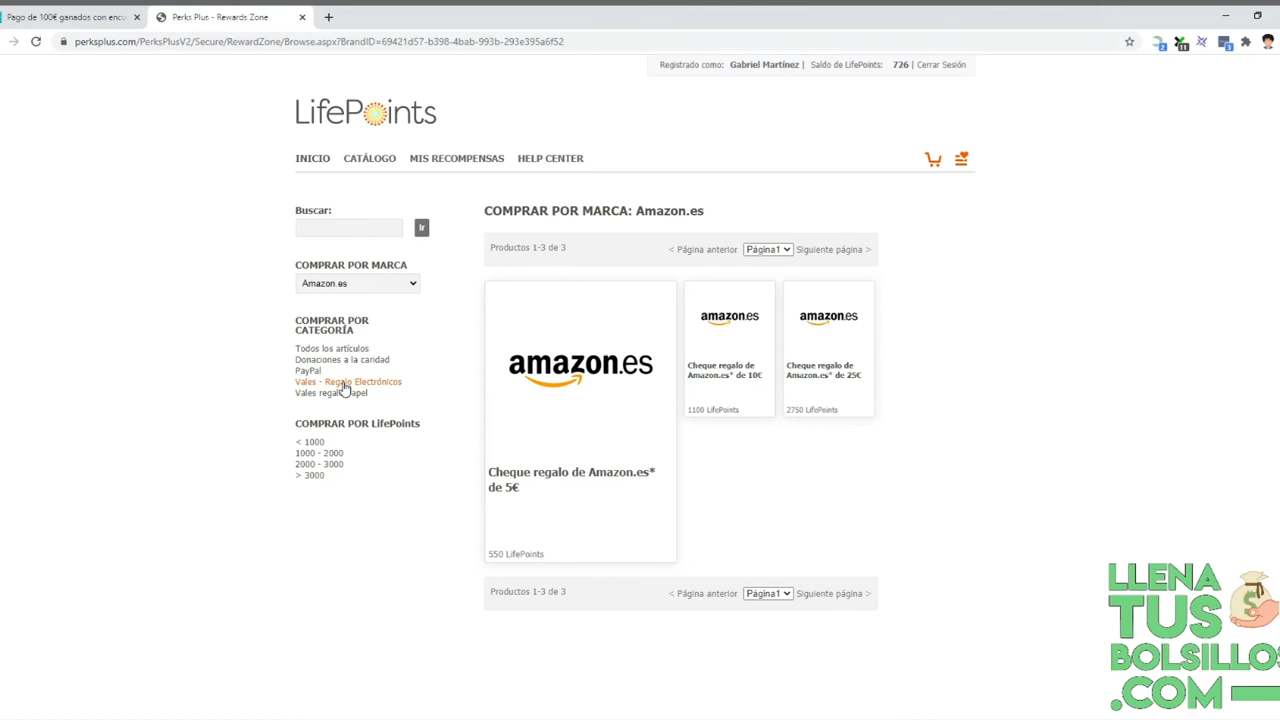 Pago de 100€ ganados con encu
Perks Plus - Rewards Zone
perksplus.com/PerksPlusV2/Secure/RewardZone/Browse.aspx?BrandID=69421d57-b398-4bab-993b-293e395a6f52
2
11
3
Registrado como: Gabriel Martínez | Saldo de LifePoints: 726 | Cerrar Sesión
LifePoints
INICIO CATÁLOGO MIS RECOMPENSAS HELP CENTER
Buscar:
Ir
COMPRAR POR MARCA
Amazon.es
COMPRAR POR
CATEGORÍA
Todos los artículos
Donaciones a la caridad
PayPal
Vales - Regalo Electrónicos
Vales regalo papel
COMPRAR POR LifePoints
< 1000
1000 - 2000
2000 - 3000
> 3000
COMPRAR POR MARCA: Amazon.es
Productos 1-3 de 3 < Página anterior Página1 Siguiente página >
amazon.es
Cheque regalo de Amazon.es*
de 5€
550 LifePoints
amazon.es
Cheque regalo de
Amazon.es* de 10€
1100 LifePoints
amazon.es
Cheque regalo de
Amazon.es* de 25€
2750 LifePoints
Productos 1-3 de 3 < Página anterior Página1 Siguiente página >
LLENA
TUS
BOLSILLOS
.COM